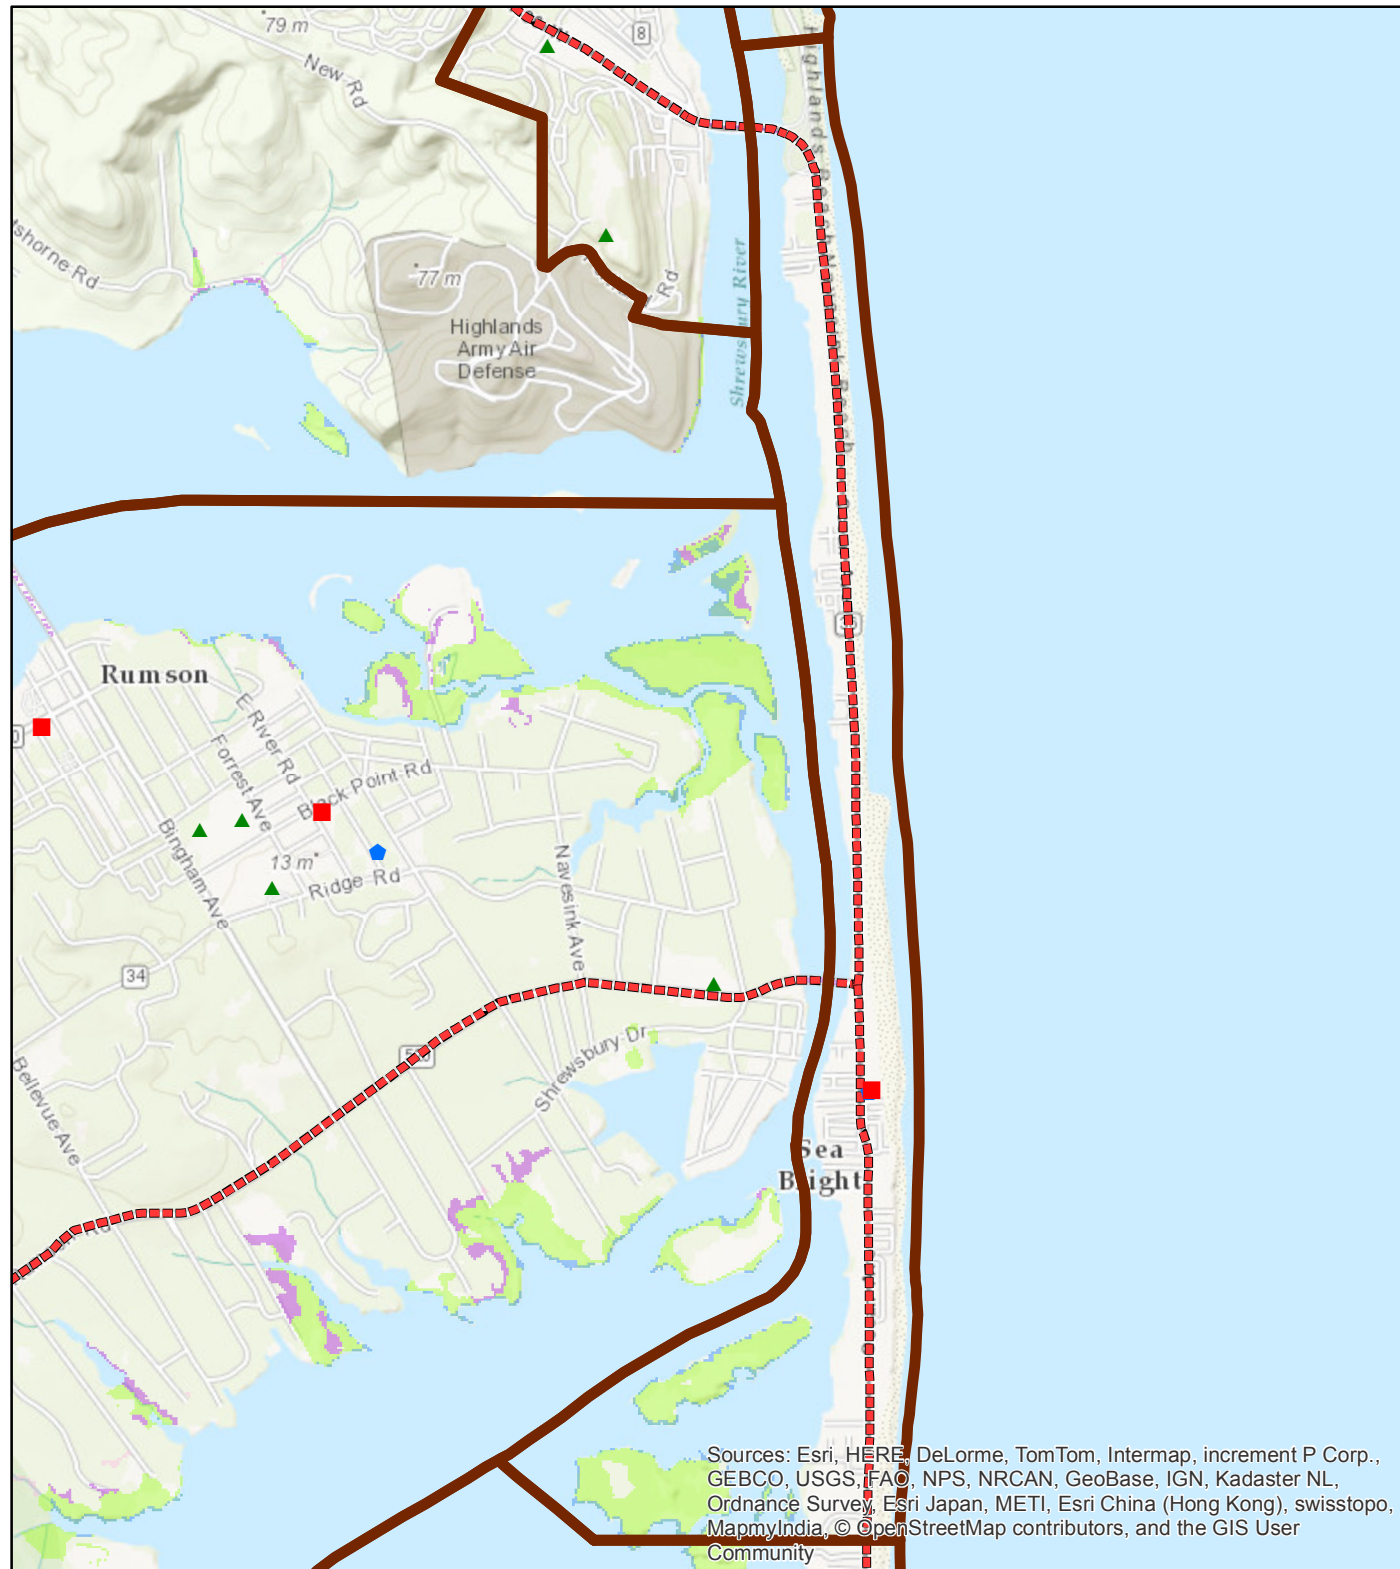 79 m
8
New Rd
Highlands Beach
tshorne Rd
77 m
Shrewsbury River
Highlands
Army Air
Defense
Rumson
E River Rd
Forrest Ave
Black Point Rd
Bingham Ave
13 m
Ridge Rd
Navesink Ave
34
Shrewsbury Dr
Bellevue Ave
Sea
Bright
Sources: Esri, HERE, DeLorme, TomTom, Intermap, increment P Corp.,
GEBCO, USGS, FAO, NPS, NRCAN, GeoBase, IGN, Kadaster NL,
Ordnance Survey, Esri Japan, METI, Esri China (Hong Kong), swisstopo,
MapmyIndia, © OpenStreetMap contributors, and the GIS User
Community